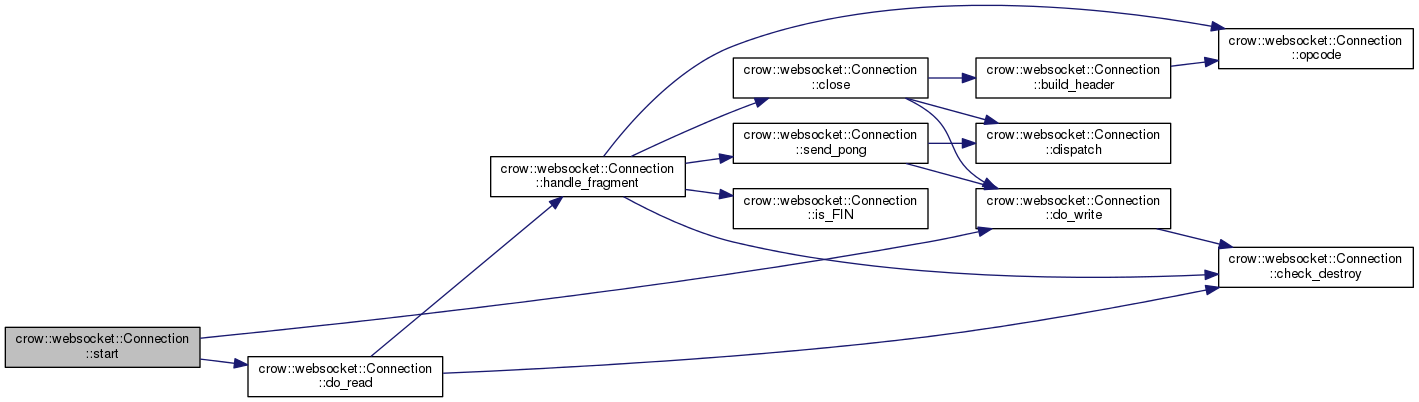 crow::websocket::Connection
::opcode
crow::websocket::Connection
::close
crow::websocket::Connection
::build_header
crow::websocket::Connection
::send_pong
crow::websocket::Connection
::dispatch
crow::websocket::Connection
::handle_fragment
crow::websocket::Connection
::is_FIN
crow::websocket::Connection
::do_write
crow::websocket::Connection
::check_destroy
crow::websocket::Connection
::start
crow::websocket::Connection
::do_read